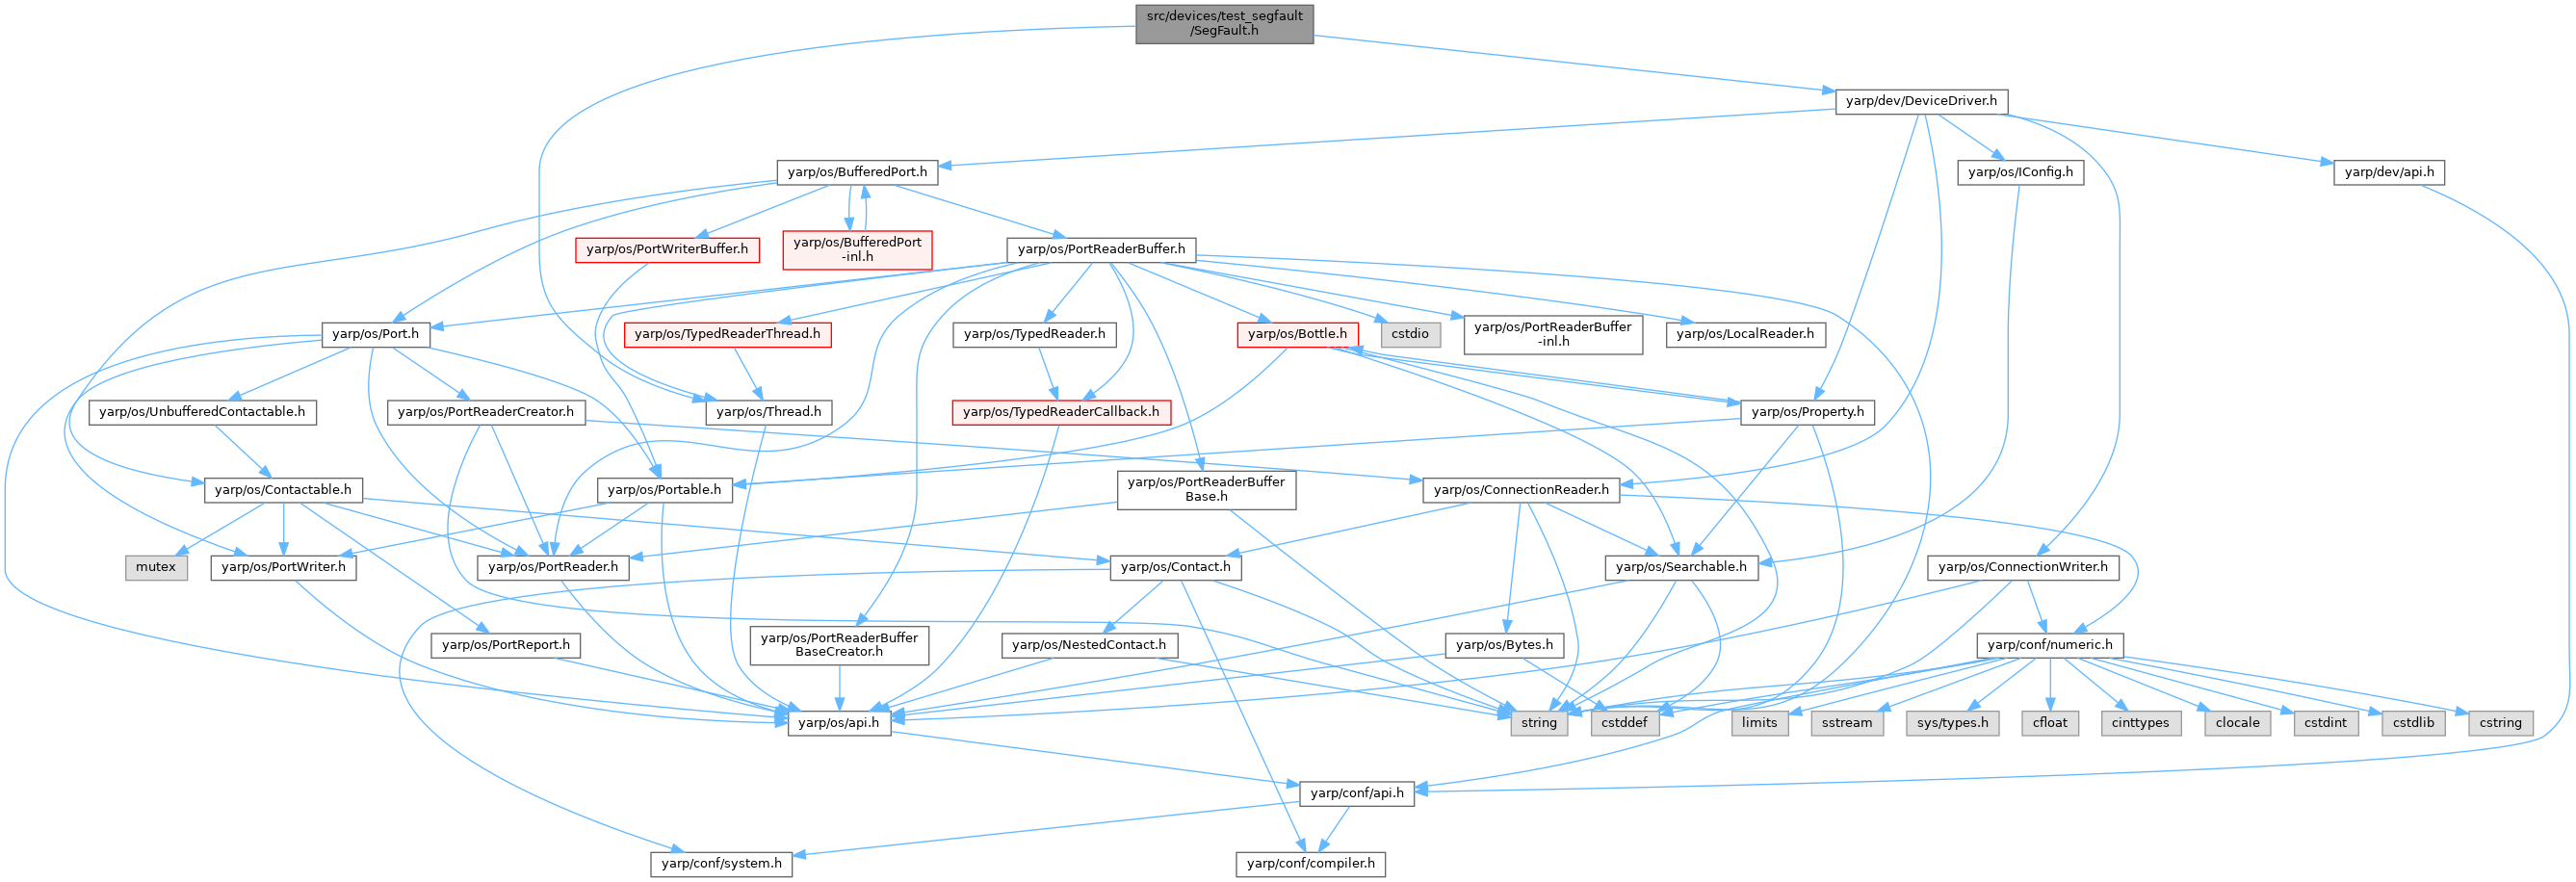 src/devices/test_segfault
/SegFault.h
yarp/dev/DeviceDriver.h
yarp/os/BufferedPort.h
yarp/os/IConfig.h
yarp/dev/api.h
yarp/os/PortWriterBuffer.h
yarp/os/BufferedPort
-inl.h
yarp/os/PortReaderBuffer.h
yarp/os/Port.h
yarp/os/TypedReaderThread.h
yarp/os/TypedReader.h
yarp/os/Bottle.h
cstdio
yarp/os/PortReaderBuffer
-inl.h
yarp/os/LocalReader.h
yarp/os/UnbufferedContactable.h
yarp/os/PortReaderCreator.h
yarp/os/Thread.h
yarp/os/TypedReaderCallback.h
yarp/os/Property.h
yarp/os/Contactable.h
yarp/os/Portable.h
yarp/os/PortReaderBuffer
Base.h
yarp/os/ConnectionReader.h
mutex
yarp/os/PortWriter.h
yarp/os/PortReader.h
yarp/os/Contact.h
yarp/os/Searchable.h
yarp/os/ConnectionWriter.h
yarp/os/PortReport.h
yarp/os/PortReaderBuffer
BaseCreator.h
yarp/os/NestedContact.h
yarp/os/Bytes.h
yarp/conf/numeric.h
yarp/os/api.h
string
cstddef
limits
sstream
sys/types.h
cfloat
cinttypes
clocale
cstdint
cstdlib
cstring
yarp/conf/api.h
yarp/conf/system.h
yarp/conf/compiler.h